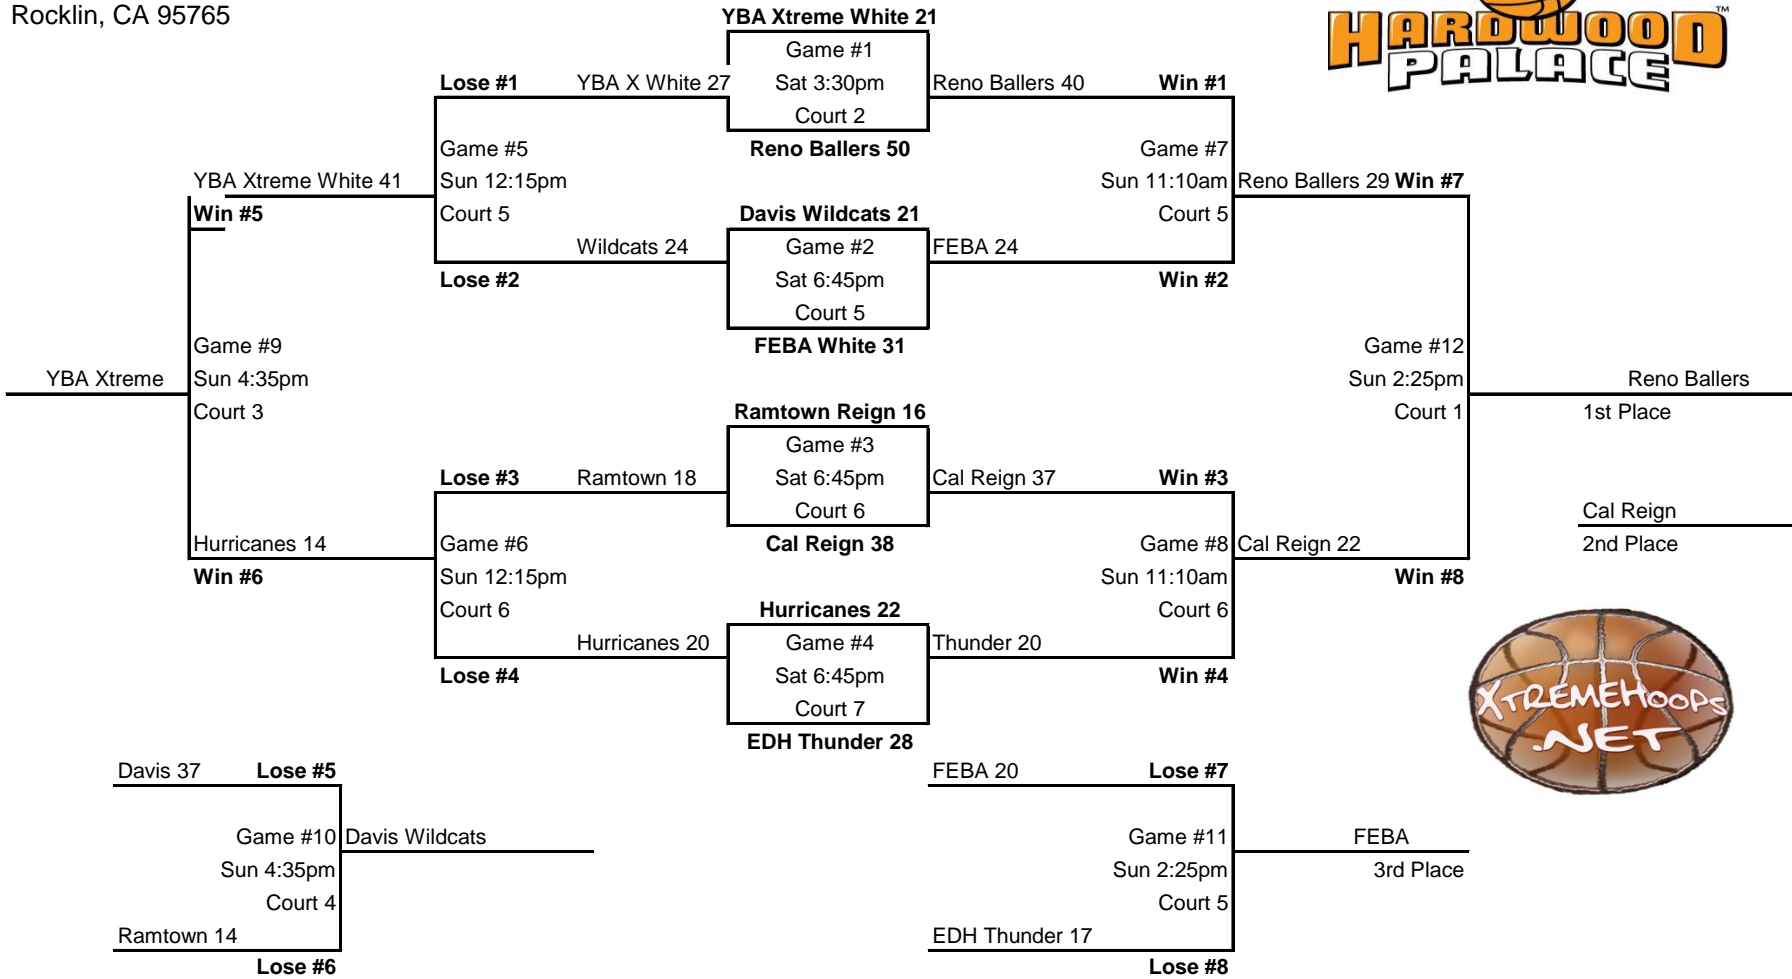 Rocklin, CA 95765
HARDWOOD
PALACE
TM
YBA Xtreme White 21
Game #1
Lose #1 YBA X White 27 Sat 3:30pm Reno Ballers 40 Win #1
Court 2
Game #5 Reno Ballers 50 Game #7
YBA Xtreme White 41 Sun 12:15pm Sun 11:10am Reno Ballers 29 Win #7
Win #5 Court 5 Davis Wildcats 21 Court 5
Wildcats 24 Game #2 FEBA 24
Lose #2 Sat 6:45pm Win #2
Court 5
Game #9 FEBA White 31 Game #12
YBA Xtreme Sun 4:35pm Sun 2:25pm Reno Ballers
Court 3 Ramtown Reign 16 Court 1 1st Place
Game #3
Lose #3 Ramtown 18 Sat 6:45pm Cal Reign 37 Win #3
Court 6 Cal Reign
Hurricanes 14 Game #6 Cal Reign 38 Game #8 Cal Reign 22 2nd Place
Win #6 Sun 12:15pm Sun 11:10am Win #8
Court 6 Hurricanes 22 Court 6
Hurricanes 20 Game #4 Thunder 20
Lose #4 Sat 6:45pm Win #4
Court 7
EDH Thunder 28
XTREMEHOOPS
.NET
Davis 37 Lose #5 FEBA 20 Lose #7
Game #10 Davis Wildcats Game #11 FEBA
Sun 4:35pm Sun 2:25pm 3rd Place
Court 4 Court 5
Ramtown 14 EDH Thunder 17
Lose #6 Lose #8